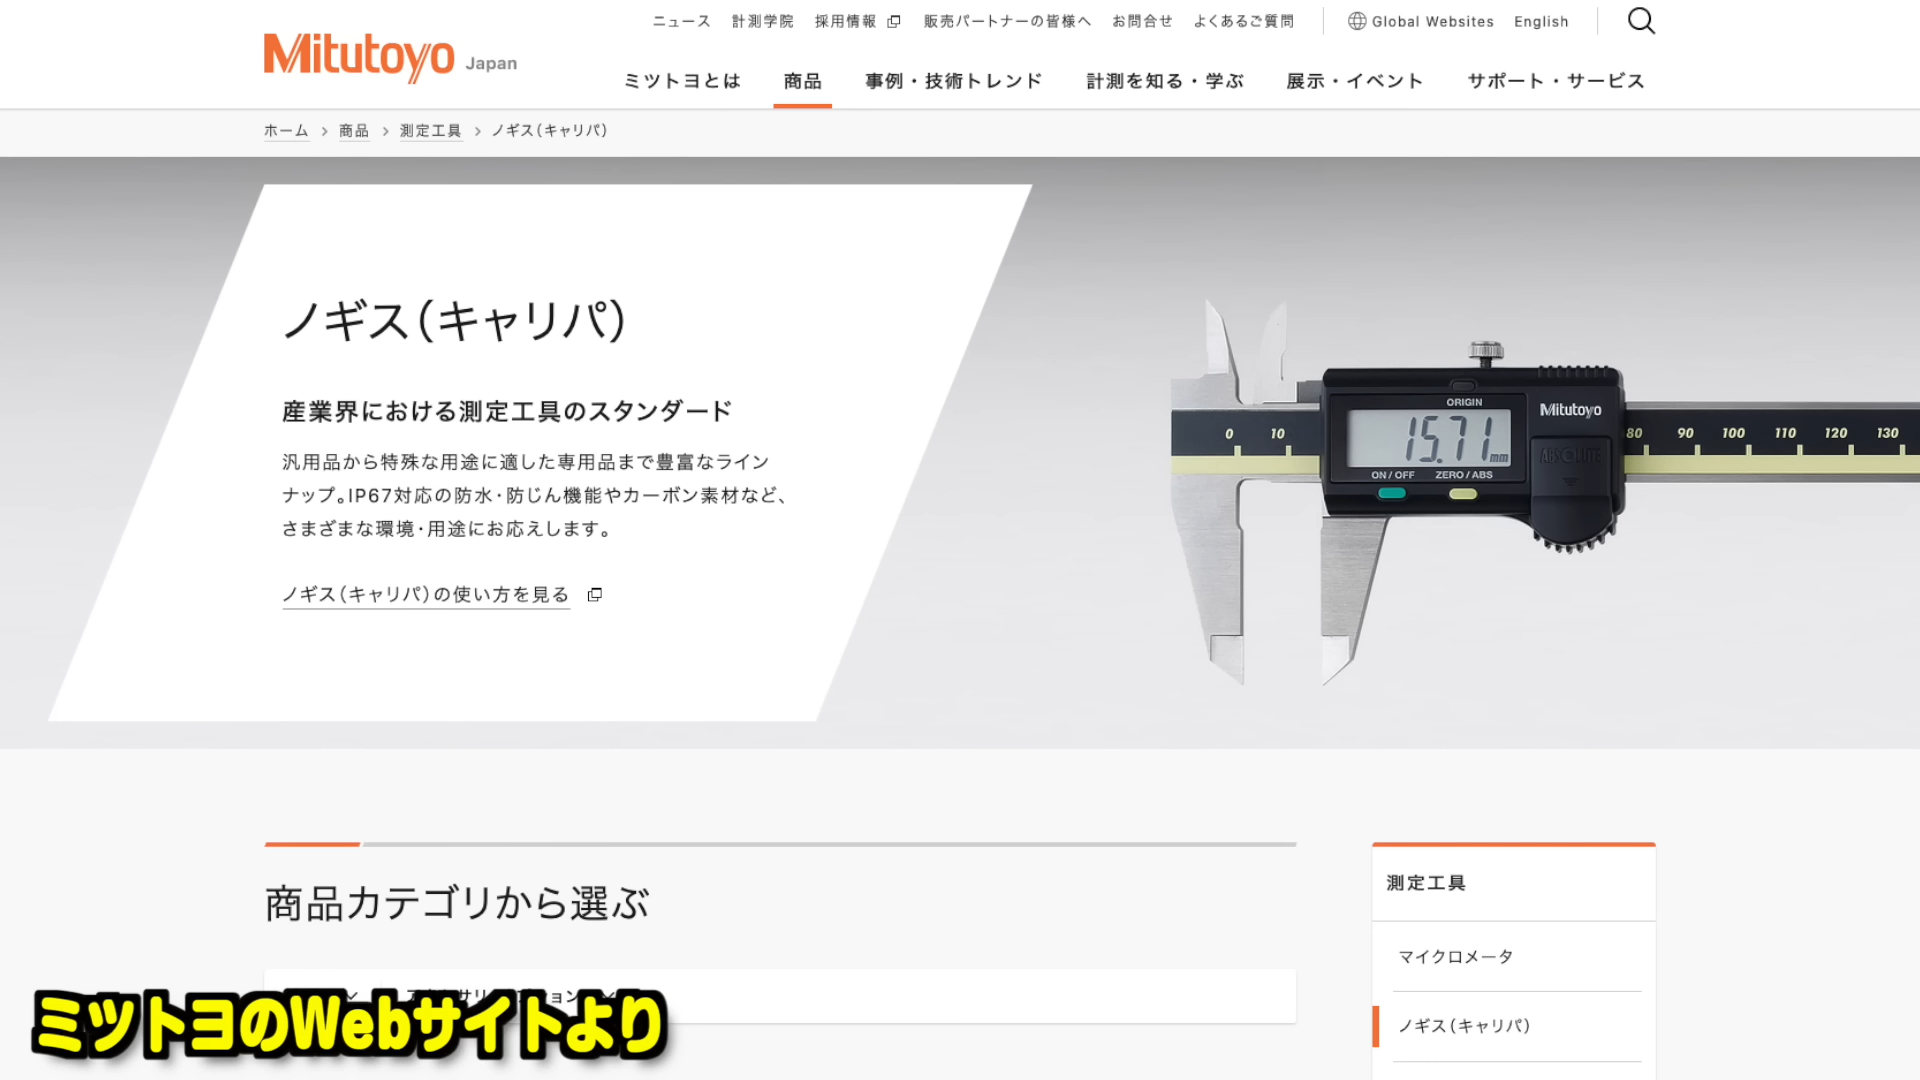 ニュース 計測学院 採用情報 販売パートナーの皆様へ お問合せ よくあるご質問 Global Websites English
Mitutoyo Japan
ミツトヨとは 商品 事例・技術トレンド 計測を知る・学ぶ 展示・イベント サポート・サービス
ホーム > 商品 > 測定工具 > ノギス(キャリパ)
ノギス(キャリパ)
産業界における測定工具のスタンダード
汎用品から特殊な用途に適した専用品まで豊富なライン
ナップ。IP67対応の防水・防じん機能やカーボン素材など、
さまざまな環境・用途にお応えします。
ノギス(キャリパ)の使い方を見る
ORIGIN
Mitutoyo
0 10
15.71mm
80 90 100 110 120 130
ABSOLUTE
ON/OFF ZERO/ABS
商品カテゴリから選ぶ
測定工具
マイクロメータ
ノギス(キャリパ)
ミツトヨのWebサイトより